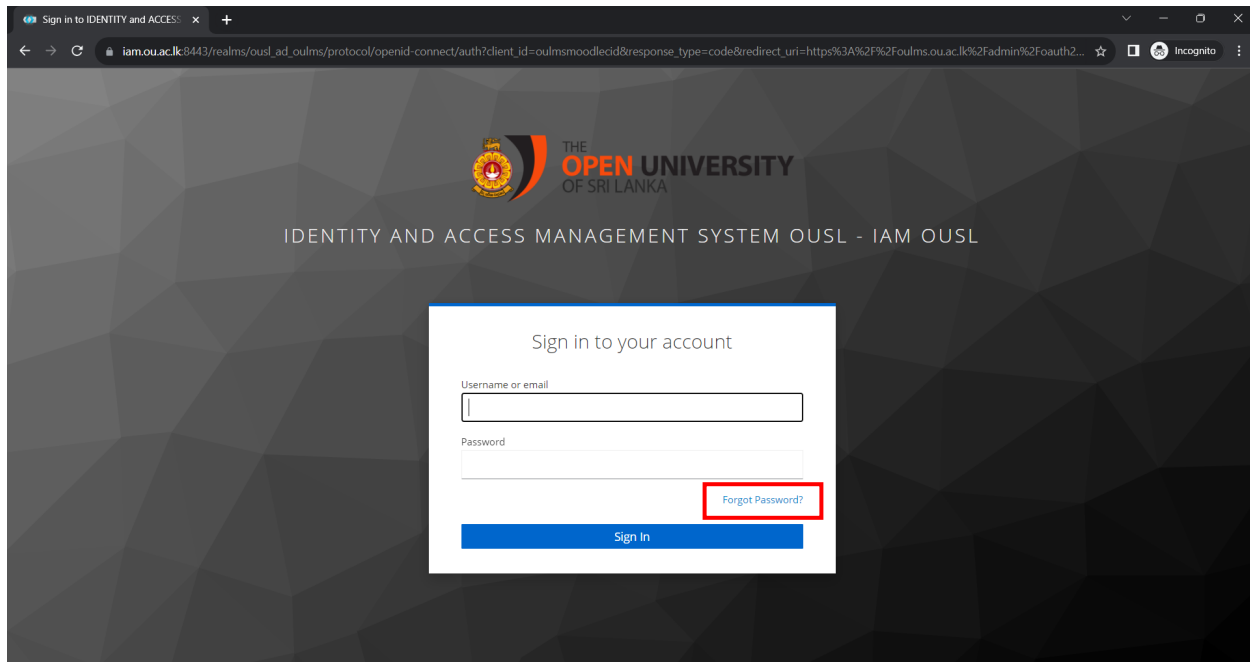 Sign in to IDENTITY and ACCESS
iam.ou.ac.lk:8443/realms/ousl_ad_oulms/protocol/openid-connect/auth?client_id=oulmsmoodlecid&response_type=code&redirect_uri=https%3A%2F%2Foulms.ou.ac.lk%2Fadmin%2Foauth2...
Incognito
THE
OPEN UNIVERSITY
OF SRI LANKA
IDENTITY AND ACCESS MANAGEMENT SYSTEM OUSL - IAM OUSL
Sign in to your account
Username or email
Password
Forgot Password?
Sign In